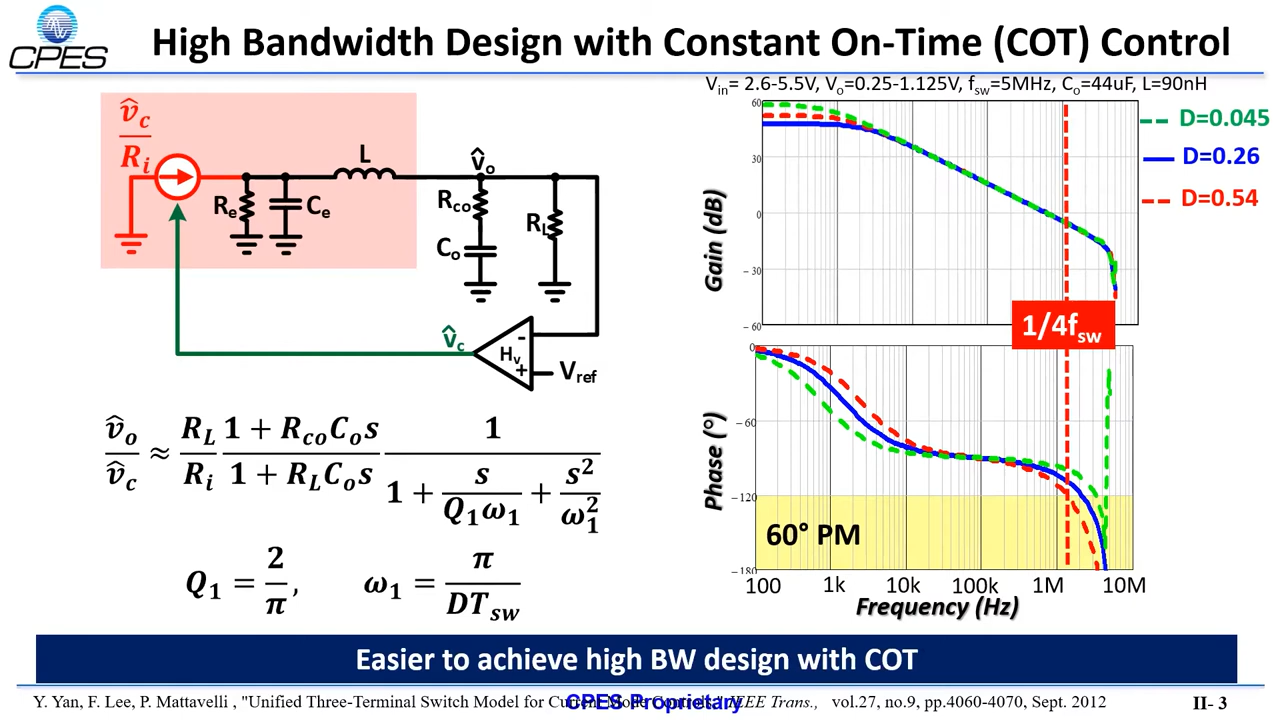 CPES
High Bandwidth Design with Constant On-Time (COT) Control
V_in= 2.6-5.5V, V_o=0.25-1.125V, f_sw=5MHz, C_o=44uF, L=90nH
v̂_c
R_i
L
v̂_o
R_e
C_e
R_co
C_o
R_L
v̂_c
H_v
-
+
V_ref
v̂_o/v̂_c ≈ R_L/R_i (1 + R_co C_o s)/(1 + R_L C_o s) 1/(1 + s/(Q_1 ω_1) + s²/ω_1²)
Q_1 = 2/π, ω_1 = π/(D T_sw)
Gain (dB)
60
30
0
−30
−60
D=0.045
D=0.26
D=0.54
1/4f_sw
Phase (°)
0
−60
−120
−180
60° PM
100 1k 10k 100k 1M 10M
Frequency (Hz)
Easier to achieve high BW design with COT
Y. Yan, F. Lee, P. Mattavelli , "Unified Three-Terminal Switch Model for Current Mode Controls," IEEE Trans., vol.27, no.9, pp.4060-4070, Sept. 2012
CPES Proprietary
II- 3